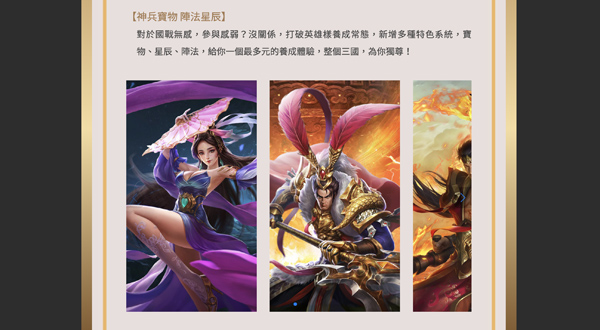 【神兵寶物 陣法星辰】
對於國戰無感，參與感弱？沒關係，打破英雄樣養成常態，新增多種特色系統，寶
物、星辰、陣法，給你一個最多元的養成體驗，整個三國，為你獨尊！